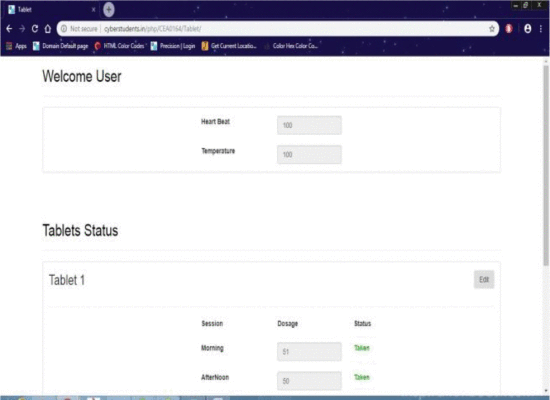 Tablet
Not secure | cyberstudents.in/php/CEA0164/Tablet/
Apps Domain Default page HTML Color Codes Precision | Login Get Current Locatio... Color Hex Color Co...
Welcome User
Heart Beat 100
Temperature 100
Tablets Status
Tablet 1 Edit
Session Dosage Status
Morning 51 Taken
AfterNoon 50 Taken